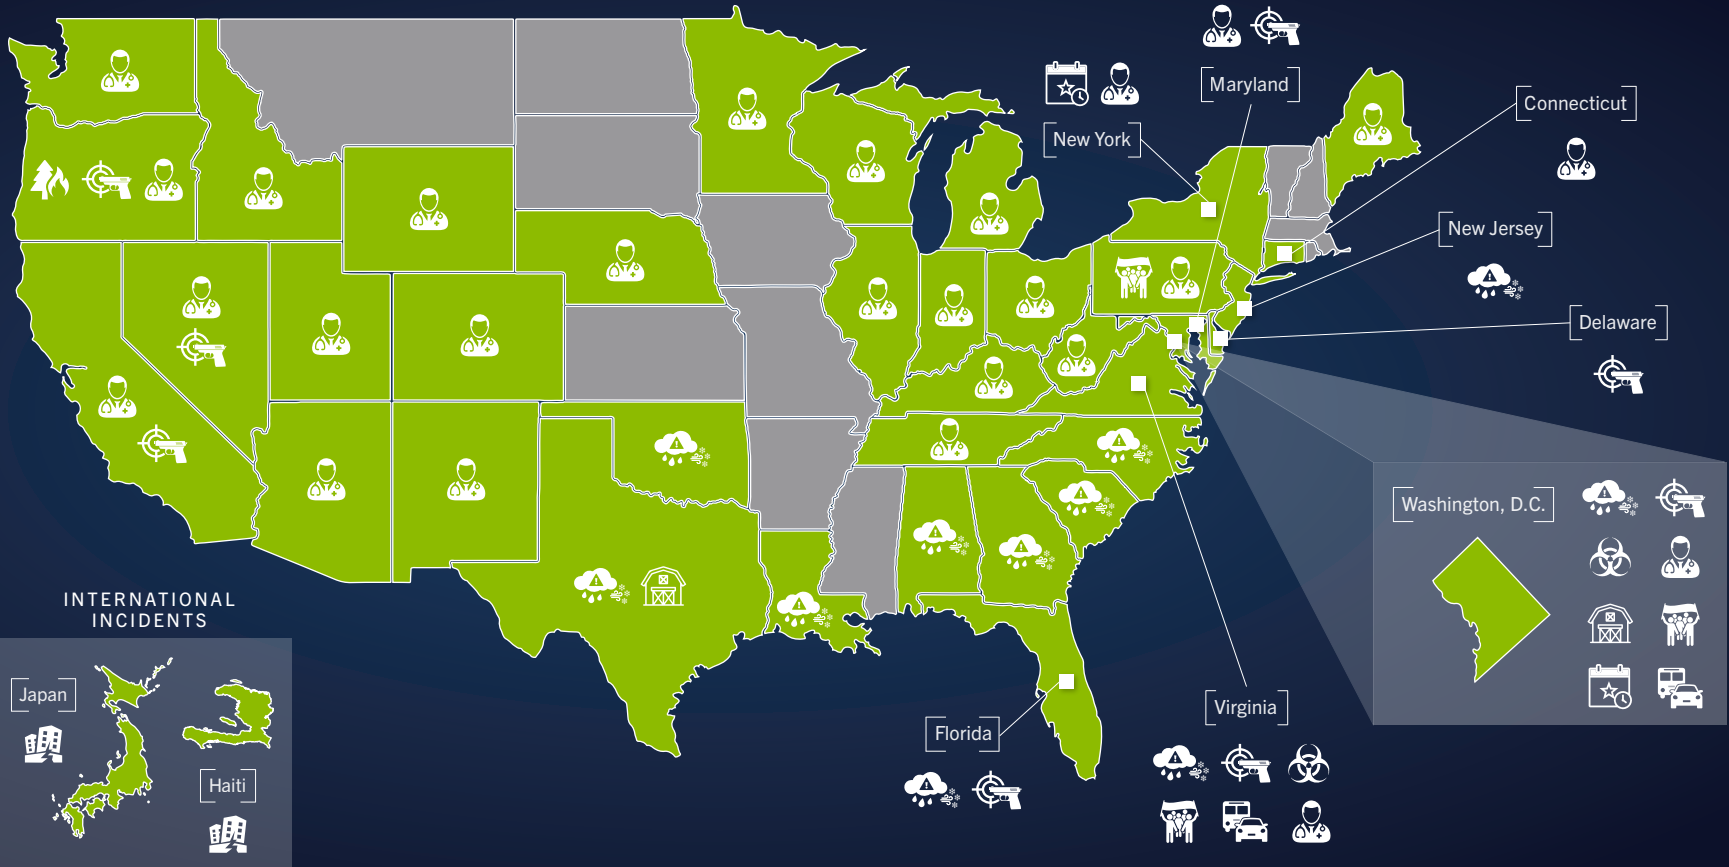 Maryland
New York
Connecticut
New Jersey
Delaware
Washington, D.C.
INTERNATIONAL
INCIDENTS
Japan
Haiti
Florida
Virginia